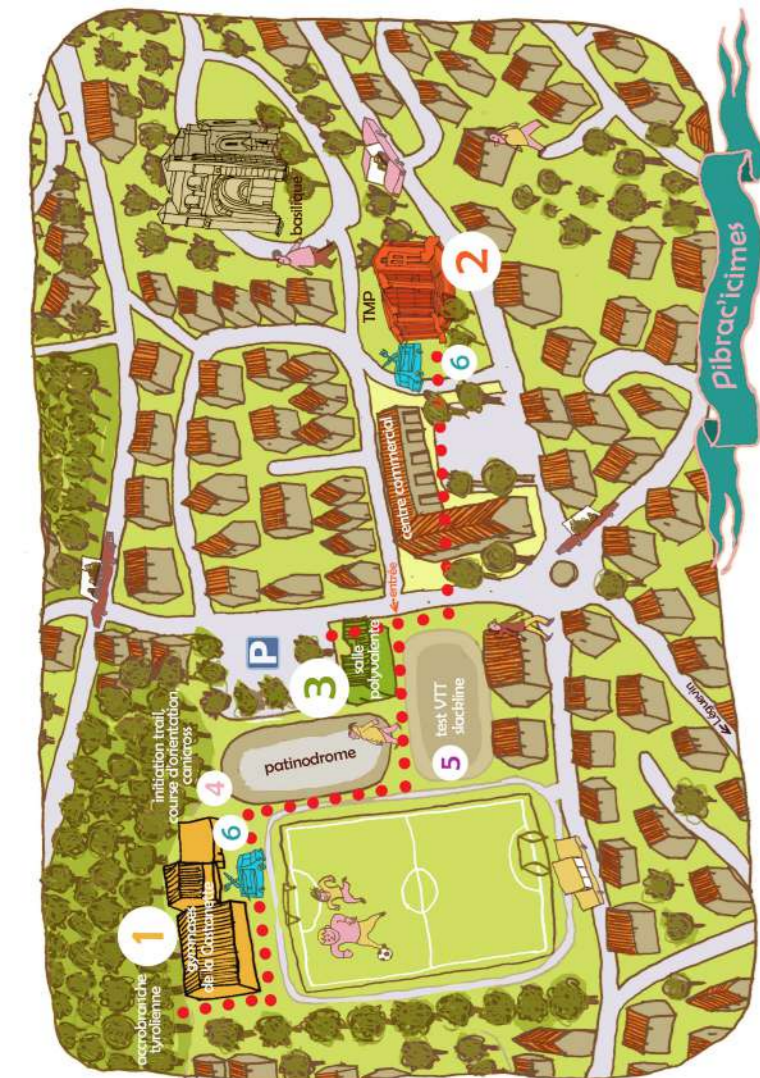 Pibrac'icimes
basilique
TMP
2
6
centre commercial
entrée
P
3
salle
polyvalente
test VTT
slackline
5
patinodrome
4
initiation trail,
course d'orientation,
canicross
6
1
gymnases
de la Castanette
accrobranche
tyrolienne
Léguevin